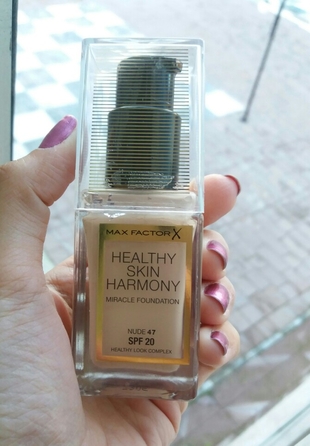 MAX FACTOR X
HEALTHY
SKIN
HARMONY
MIRACLE FOUNDATION
NUDE 47
SPF 20
HEALTHY LOOK COMPLEX